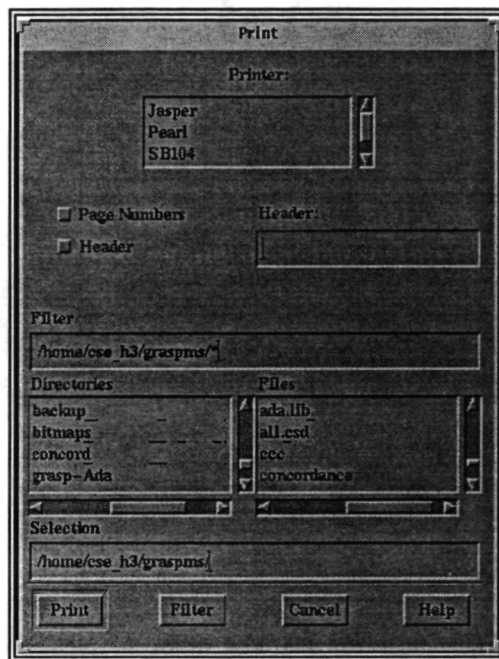 Print
Printer:
Jasper
Pearl
SB104
Page Numbers
Header:
Header
Filter
/home/cse_h3/graspms/*
Directories
Files
backup_
bitmaps
concord
grasp-Ada
ada.lib
all.csd
ccc
concordance
Selection
/home/cse_h3/graspms/
Print
Filter
Cancel
Help